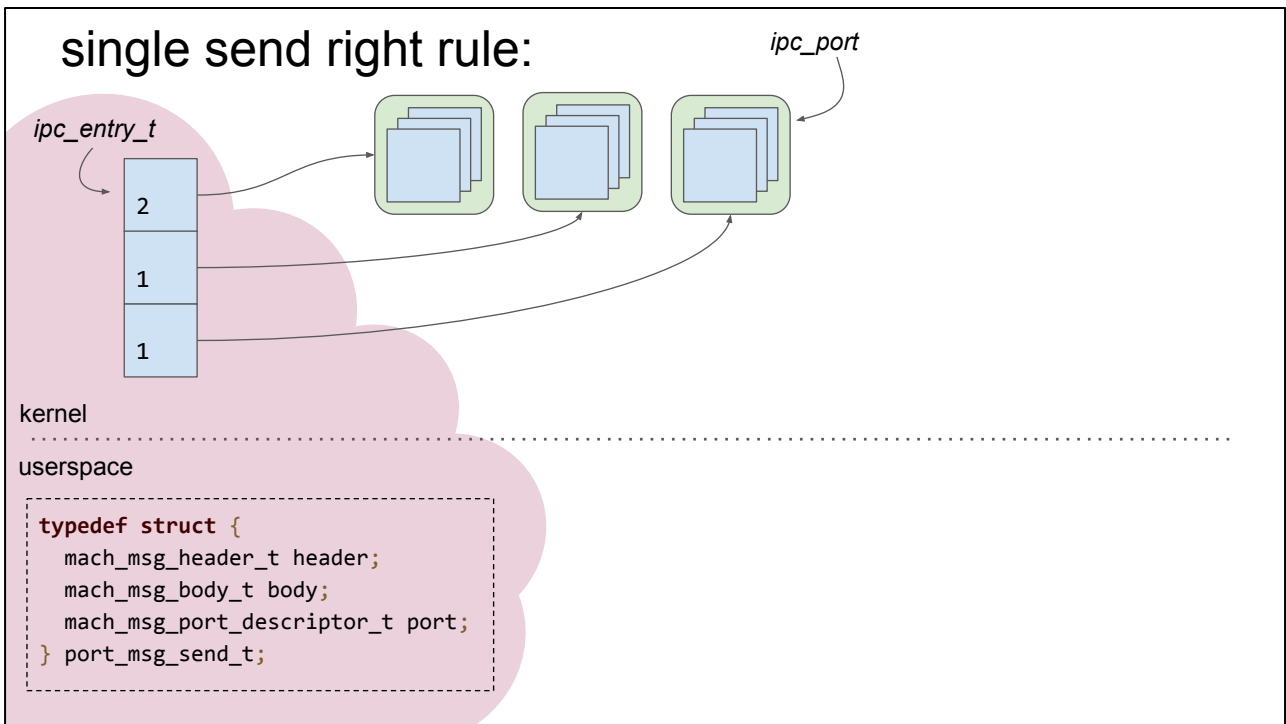 single send right rule:
ipc_port
ipc_entry_t
2
1
1
kernel
userspace
typedef struct {
mach_msg_header_t header;
mach_msg_body_t body;
mach_msg_port_descriptor_t port;
} port_msg_send_t;